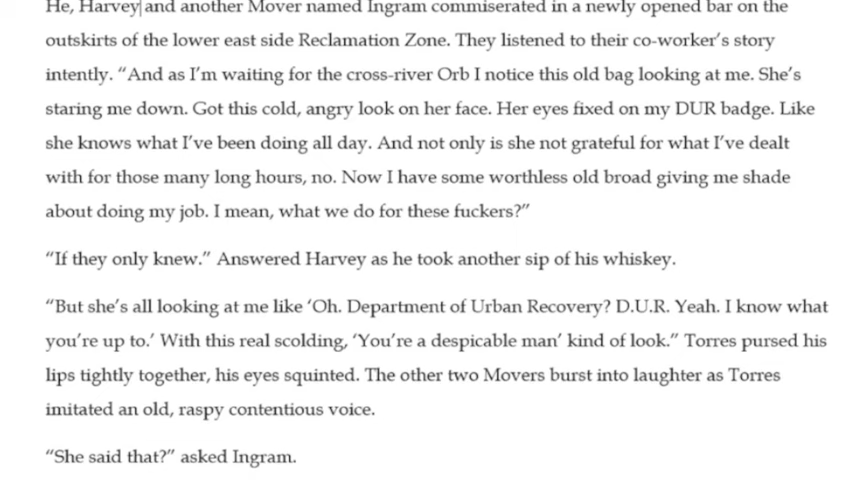 He, Harvey and another Mover named Ingram commiserated in a newly opened bar on the
outskirts of the lower east side Reclamation Zone. They listened to their co-worker’s story
intently. “And as I’m waiting for the cross-river Orb I notice this old bag looking at me. She’s
staring me down. Got this cold, angry look on her face. Her eyes fixed on my DUR badge. Like
she knows what I’ve been doing all day. And not only is she not grateful for what I’ve dealt
with for those many long hours, no. Now I have some worthless old broad giving me shade
about doing my job. I mean, what we do for these fuckers?”
“If they only knew.” Answered Harvey as he took another sip of his whiskey.
“But she’s all looking at me like ‘Oh. Department of Urban Recovery? D.U.R. Yeah. I know what
you’re up to.’ With this real scolding, ‘You’re a despicable man’ kind of look.” Torres pursed his
lips tightly together, his eyes squinted. The other two Movers burst into laughter as Torres
imitated an old, raspy contentious voice.
“She said that?” asked Ingram.